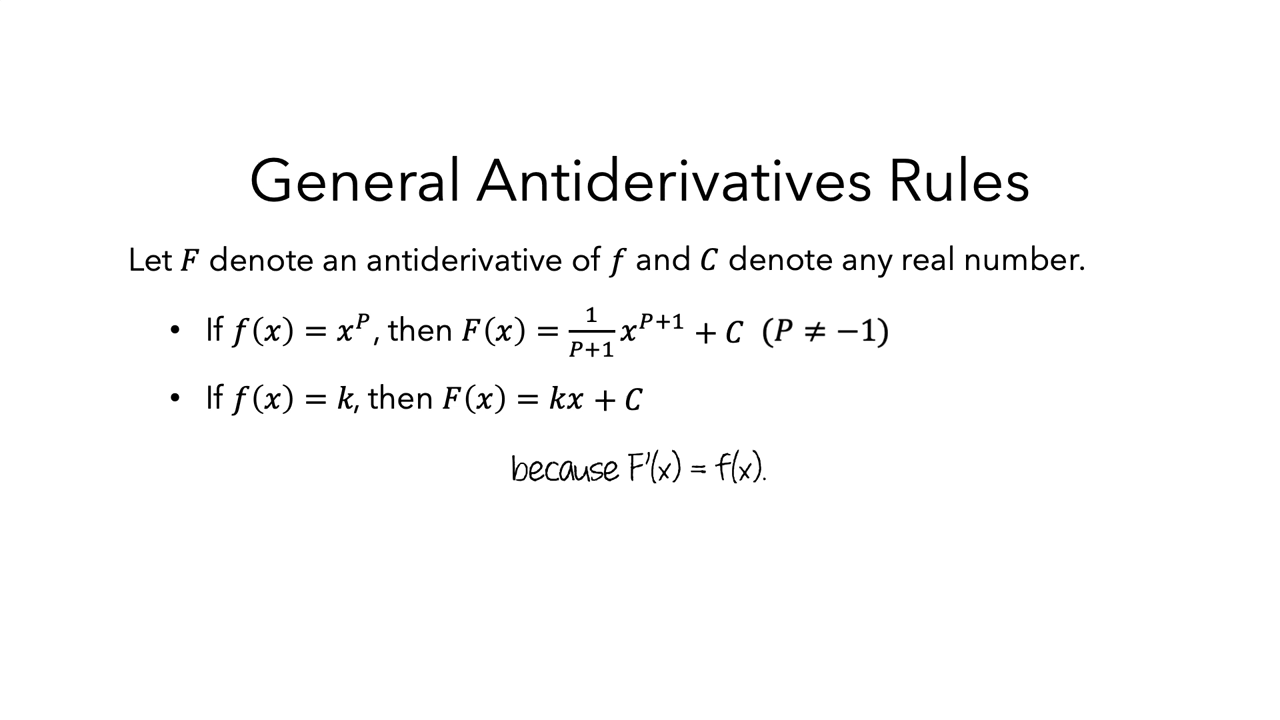 General Antiderivatives Rules
Let F denote an antiderivative of f and C denote any real number.
• If f(x) = x^P, then F(x) = \frac{1}{P+1}x^{P+1} + C (P ≠ −1)
• If f(x) = k, then F(x) = kx + C
because F'(x) = f(x).